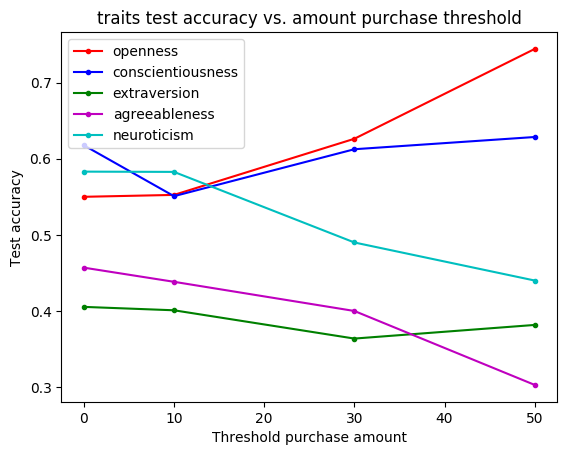 traits test accuracy vs. amount purchase threshold
openness
conscientiousness
extraversion
agreeableness
neuroticism
0.7
0.6
0.5
0.4
0.3
Test accuracy
0 10 20 30 40 50
Threshold purchase amount